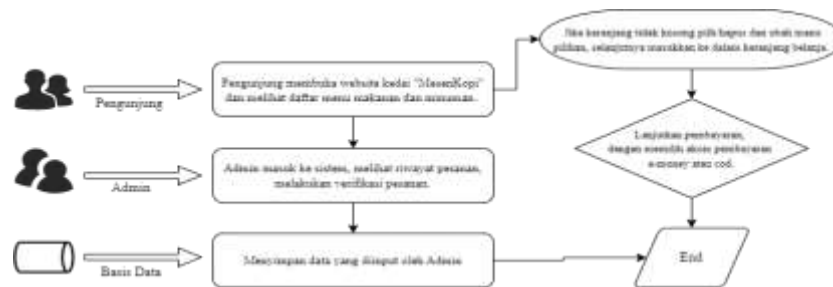 Jika keranjang tidak kosong pilih hapus dan ubah menu
pilihan, selanjutnya masukkan ke dalam keranjang belanja.
Pengunjung
Pengunjung membuka website kedai "MasenKopi"
dan melihat daftar menu makanan dan minuman.
Lanjutkan pembayaran,
dengan memilih akses pembayaran
e-money atau cod.
Admin
Admin masuk ke sistem, melihat riwayat pesanan,
melakukan verifikasi pesanan.
Basis Data
Menyimpan data yang diinput oleh Admin
End